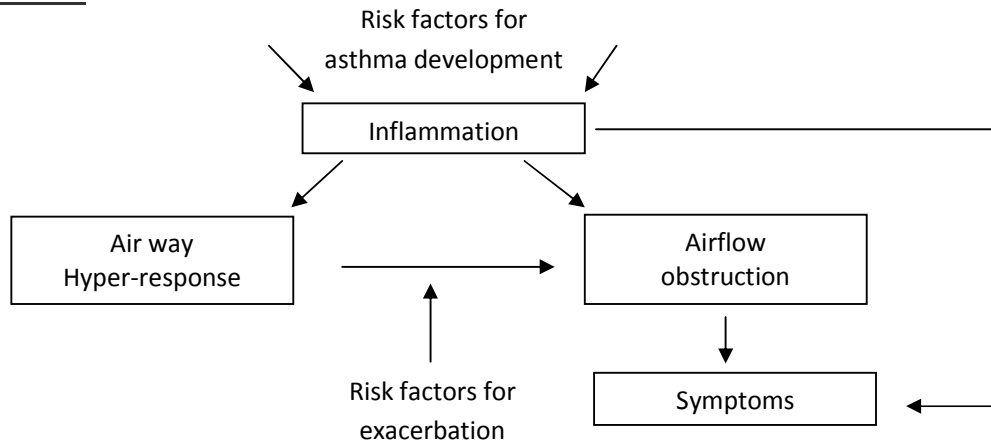 Risk factors for
asthma development
Inflammation
Air way
Hyper-response
Airflow
obstruction
Risk factors for
exacerbation
Symptoms